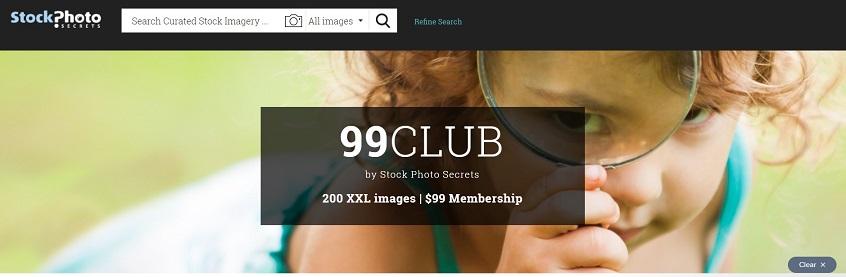 StockPhoto
SECRETS
Search Curated Stock Imagery ...
All images
Refine Search
99CLUB
by Stock Photo Secrets
200 XXL images | $99 Membership
Clear ×